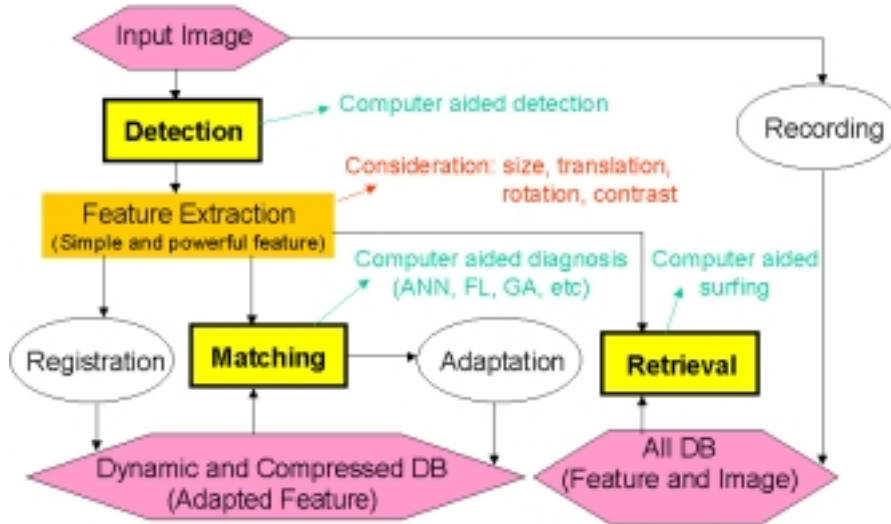 Input Image
Detection
Computer aided detection
Recording
Consideration: size, translation,
rotation, contrast
Feature Extraction
(Simple and powerful feature)
Computer aided diagnosis
(ANN, FL, GA, etc)
Computer aided
surfing
Registration
Matching
Adaptation
Retrieval
Dynamic and Compressed DB
(Adapted Feature)
All DB
(Feature and Image)